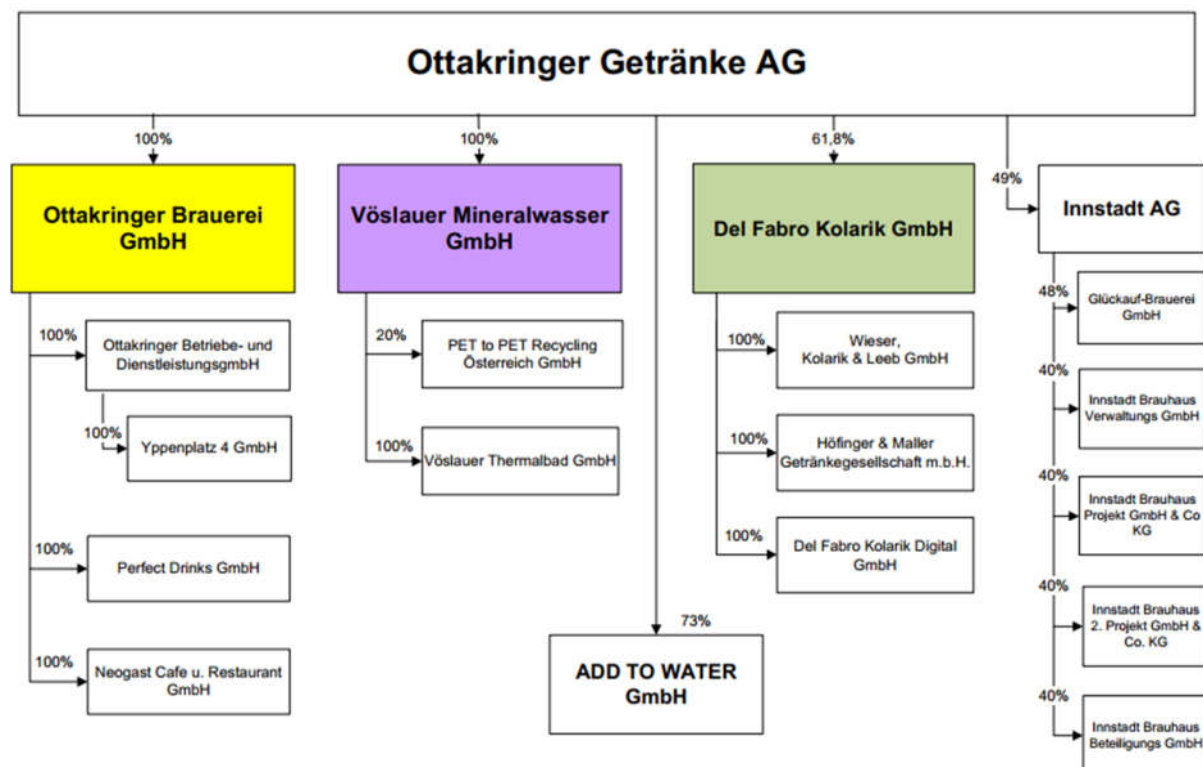 Ottakringer Getränke AG
100%
100%
61,8%
49%
Ottakringer Brauerei
GmbH
Vöslauer Mineralwasser
GmbH
Del Fabro Kolarik GmbH
Innstadt AG
100%
Ottakringer Betriebe- und
DienstleistungsgmbH
100%
Yppenplatz 4 GmbH
100%
Perfect Drinks GmbH
100%
Neogast Cafe u. Restaurant
GmbH
20%
PET to PET Recycling
Österreich GmbH
100%
Vöslauer Thermalbad GmbH
73%
ADD TO WATER
GmbH
100%
Wieser,
Kolarik & Leeb GmbH
100%
Höfinger & Maller
Getränkegesellschaft m.b.H.
100%
Del Fabro Kolarik Digital
GmbH
48%
Glückauf-Brauerei
GmbH
40%
Innstadt Brauhaus
Verwaltungs GmbH
40%
Innstadt Brauhaus
Projekt GmbH & Co
KG
40%
Innstadt Brauhaus
2. Projekt GmbH &
Co. KG
40%
Innstadt Brauhaus
Beteiligungs GmbH